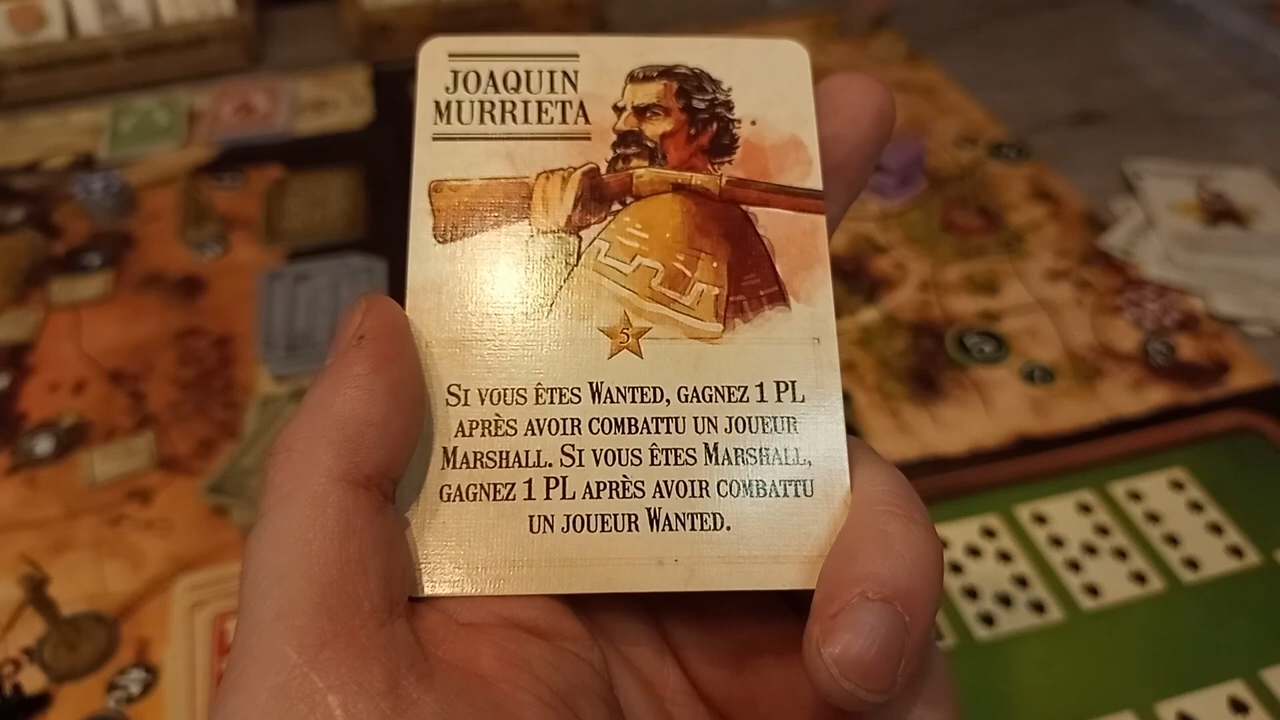 JOAQUIN
MURRIETA
5
SI VOUS ÊTES WANTED, GAGNEZ 1 PL
APRÈS AVOIR COMBATTU UN JOUEUR
MARSHALL. SI VOUS ÊTES MARSHALL,
GAGNEZ 1 PL APRÈS AVOIR COMBATTU
UN JOUEUR WANTED.